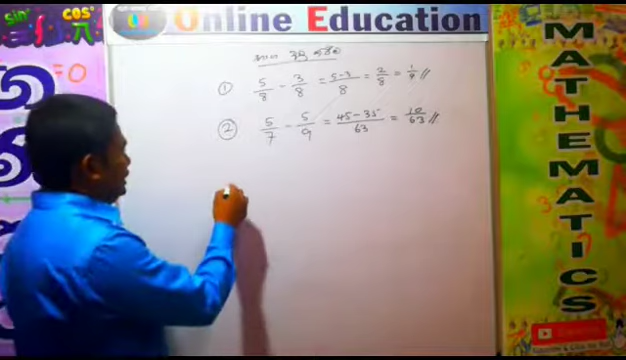 Online Education
sin° cos°
π
① 5/8 - 3/8 = 5-3/8 = 2/8 = 1/4 //
② 5/7 - 5/9 = 45-35/63 = 10/63 //
MATHEMATICS